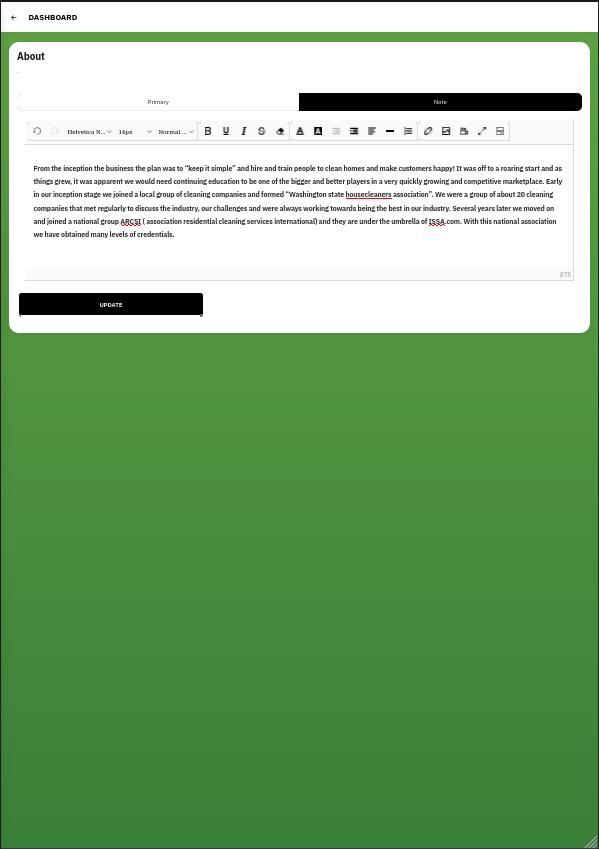 DASHBOARD
About
Primary
Note
Helvetica N...
14px
Normal ...
B U I S
A A
From the inception the business the plan was to "keep it simple" and hire and train people to clean homes and make customers happy! It was off to a roaring start and as
things grew, it was apparent we would need continuing education to be one of the bigger and better players in a very quickly growing and competitive marketplace. Early
in our inception stage we joined a local group of cleaning companies and formed "Washington state housecleaners association". We were a group of about 20 cleaning
companies that met regularly to discuss the industry, our challenges and were always working towards being the best in our industry. Several years later we moved on
and joined a national group ARCSI ( association residential cleaning services international) and they are under the umbrella of ISSA.com. With this national association
we have obtained many levels of credentials.
878
UPDATE